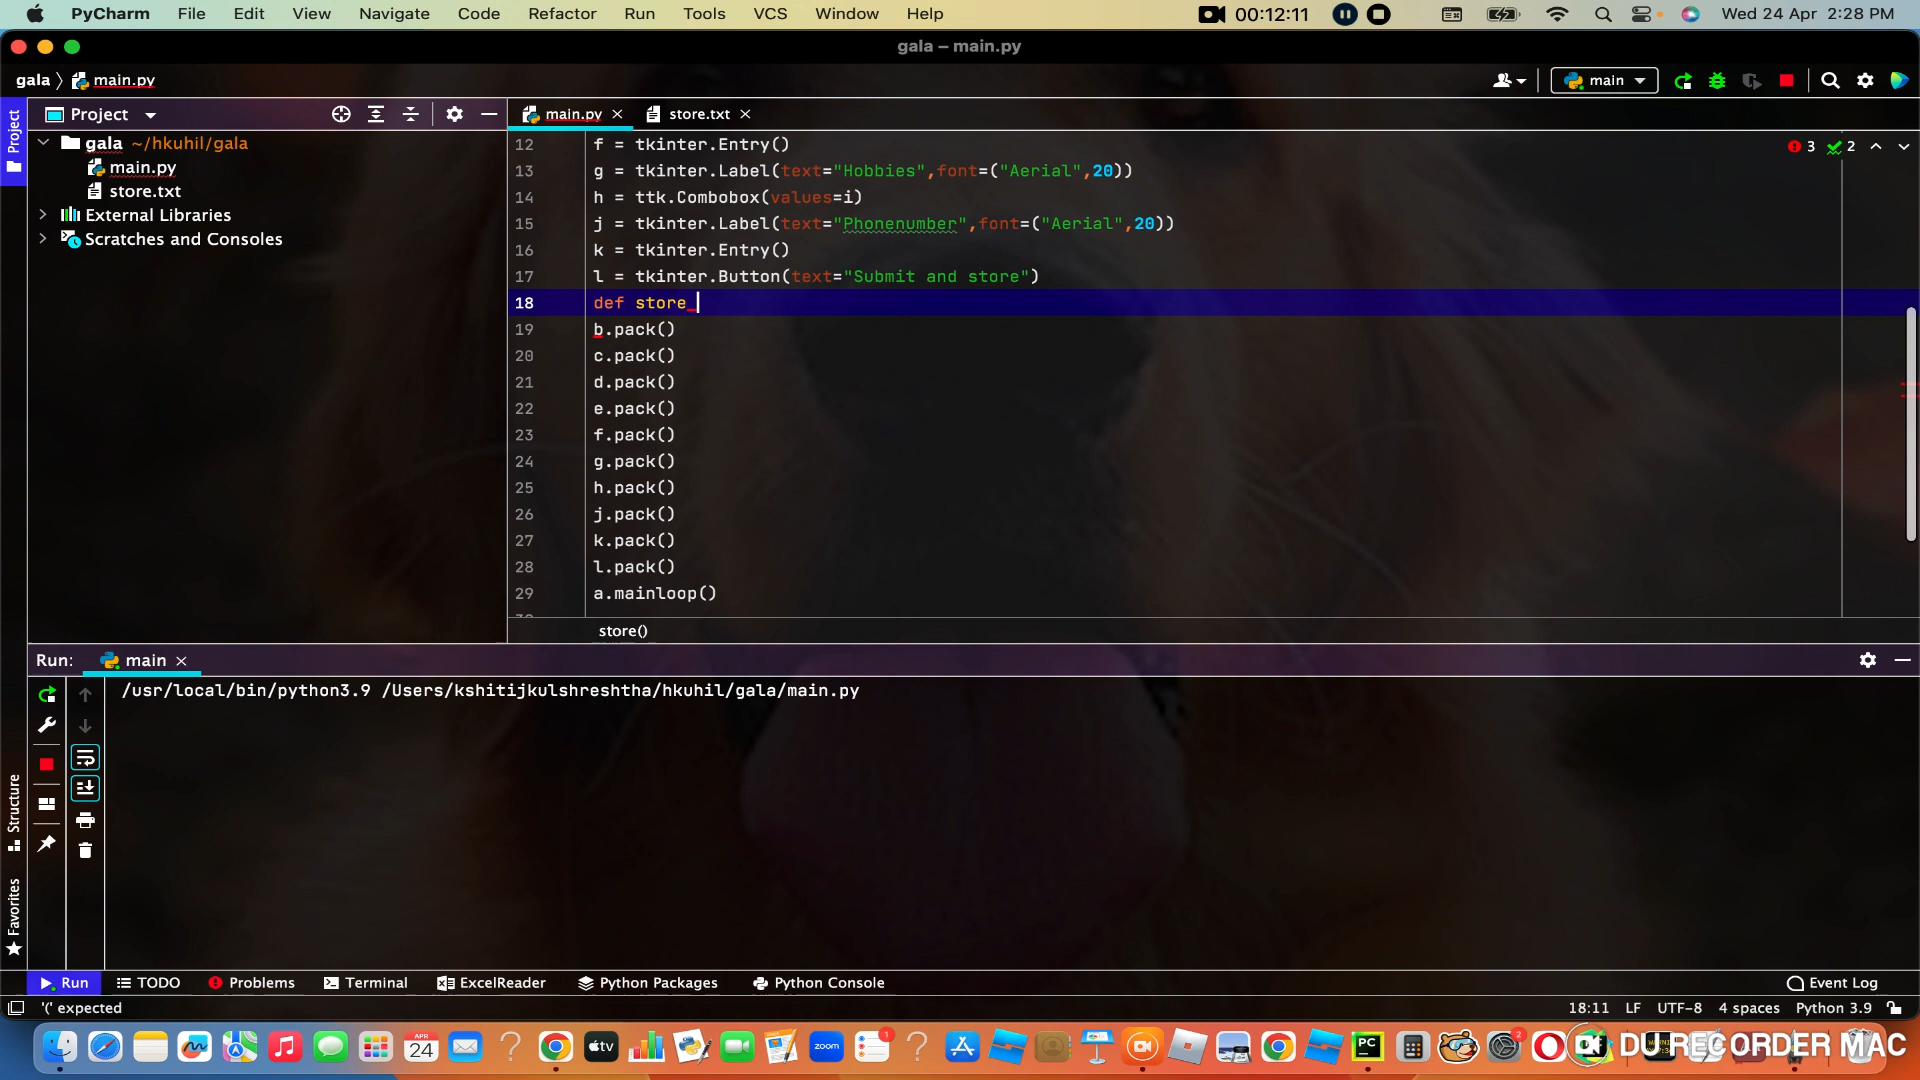 PyCharm File Edit View Navigate Code Refactor Run Tools VCS Window Help 00:12:11 Wed 24 Apr 2:28 PM
gala – main.py
gala 〉 main.py main
Project Project main.py store.txt
gala ~/hkuhil/gala
main.py
store.txt
External Libraries
Scratches and Consoles
12 f = tkinter.Entry() 3 2
13 g = tkinter.Label(text="Hobbies",font=("Aerial",20))
14 h = ttk.Combobox(values=i)
15 j = tkinter.Label(text="Phonenumber",font=("Aerial",20))
16 k = tkinter.Entry()
17 l = tkinter.Button(text="Submit and store")
18 def store
19 b.pack()
20 c.pack()
21 d.pack()
22 e.pack()
23 f.pack()
24 g.pack()
25 h.pack()
26 j.pack()
27 k.pack()
28 l.pack()
29 a.mainloop()
store()
Run: main
/usr/local/bin/python3.9 /Users/kshitijkulshreshtha/hkuhil/gala/main.py
Structure
Favorites
Run TODO Problems Terminal ExcelReader Python Packages Python Console Event Log
'(' expected 18:11 LF UTF-8 4 spaces Python 3.9
APR 24 tv zoom 1 PC 2 DU RECORDER MAC